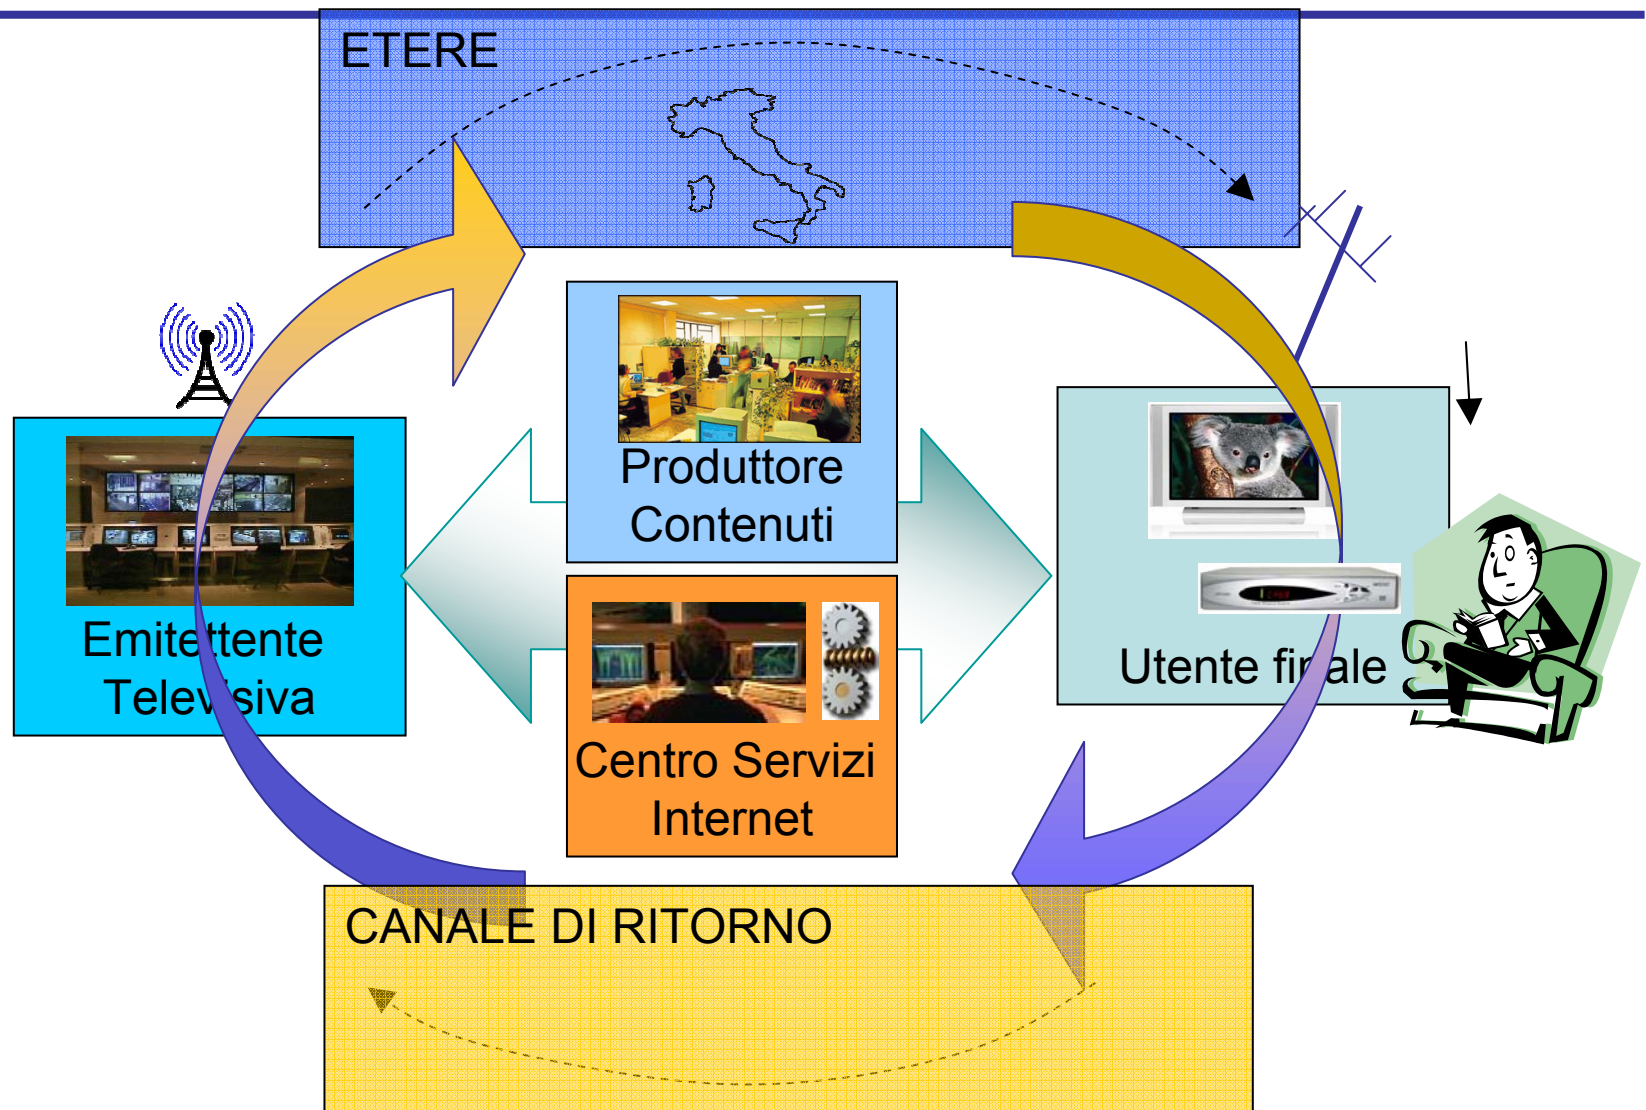 ETERE
Produttore
Contenuti
Emitettente
Televisiva
Utente finale
Centro Servizi
Internet
CANALE DI RITORNO